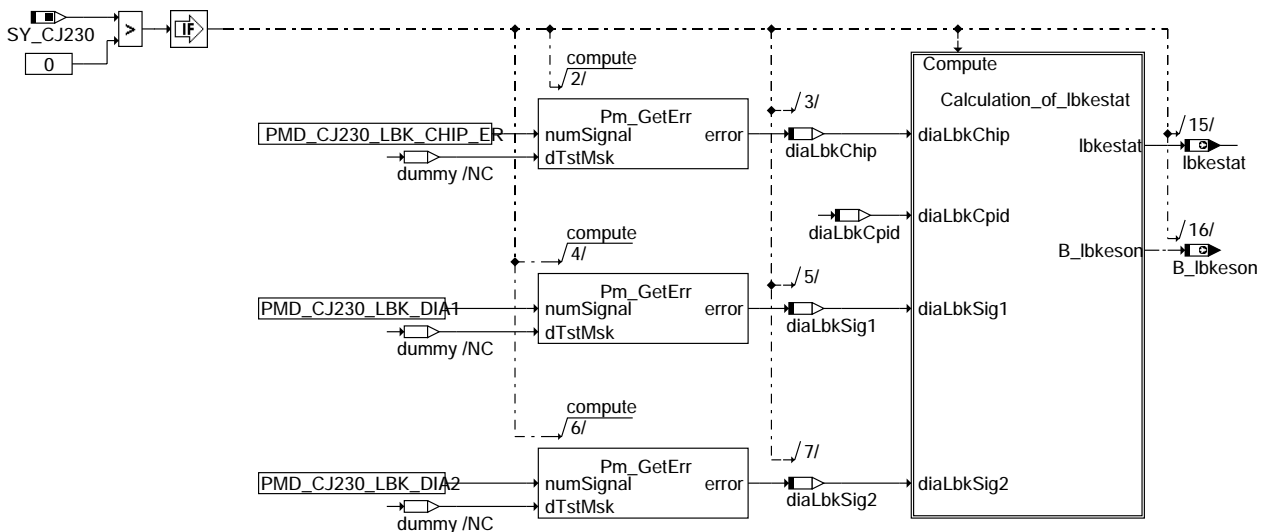 SY_CJ230
>
IF
0
compute
2/
3/
Compute
Calculation_of_lbkestat
Pm_GetErr
PMD_CJ230_LBK_CHIP_ER
numSignal
error
dTstMsk
dummy /NC
diaLbkChip
diaLbkChip
15/
lbkestat
lbkestat
diaLbkCpid
diaLbkCpid
compute
4/
16/
B_lbkeson
B_lbkeson
5/
Pm_GetErr
PMD_CJ230_LBK_DIA1
numSignal
error
dTstMsk
dummy /NC
diaLbkSig1
diaLbkSig1
compute
6/
7/
Pm_GetErr
PMD_CJ230_LBK_DIA2
numSignal
error
dTstMsk
dummy /NC
diaLbkSig2
diaLbkSig2